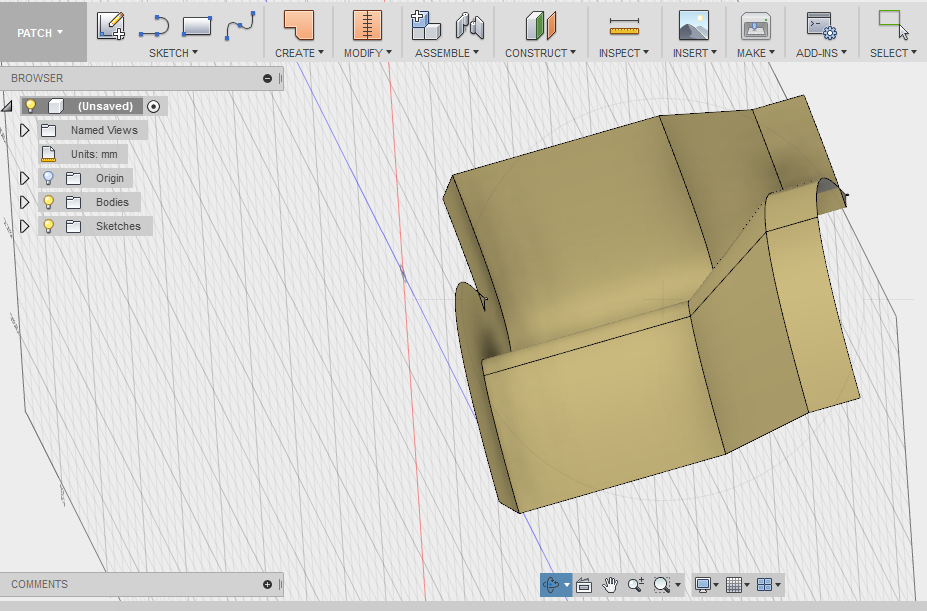 PATCH
SKETCH
CREATE
MODIFY
ASSEMBLE
CONSTRUCT
INSPECT
INSERT
MAKE
ADD-INS
SELECT
BROWSER
(Unsaved)
Named Views
Units: mm
Origin
Bodies
Sketches
COMMENTS